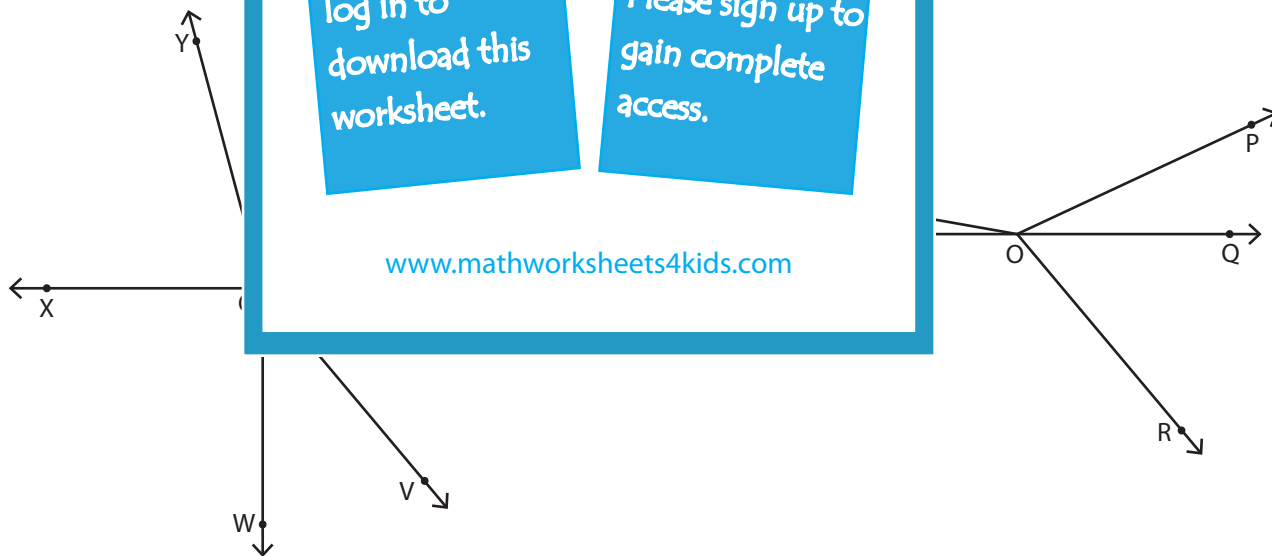 log in to
download this
worksheet.
Please sign up to
gain complete
access.
www.mathworksheets4kids.com
Y
X
W
V
P
O
Q
R